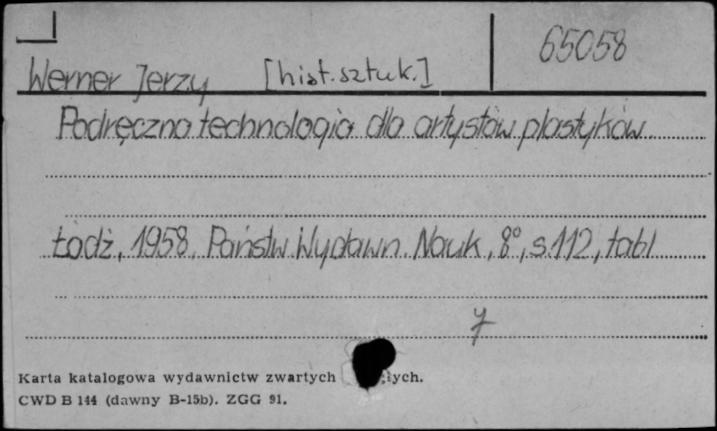 65058
Werner Jerzy [hist. sztuk.]
Podręczna technologia dla artystów plastyków
Łódź, 1958, Państw. Wydawn. Nauk, 8°, s. 112, tabl
7
Karta katalogowa wydawnictw zwartych
CWD B 144 (dawny B-15b). ZGG 91.